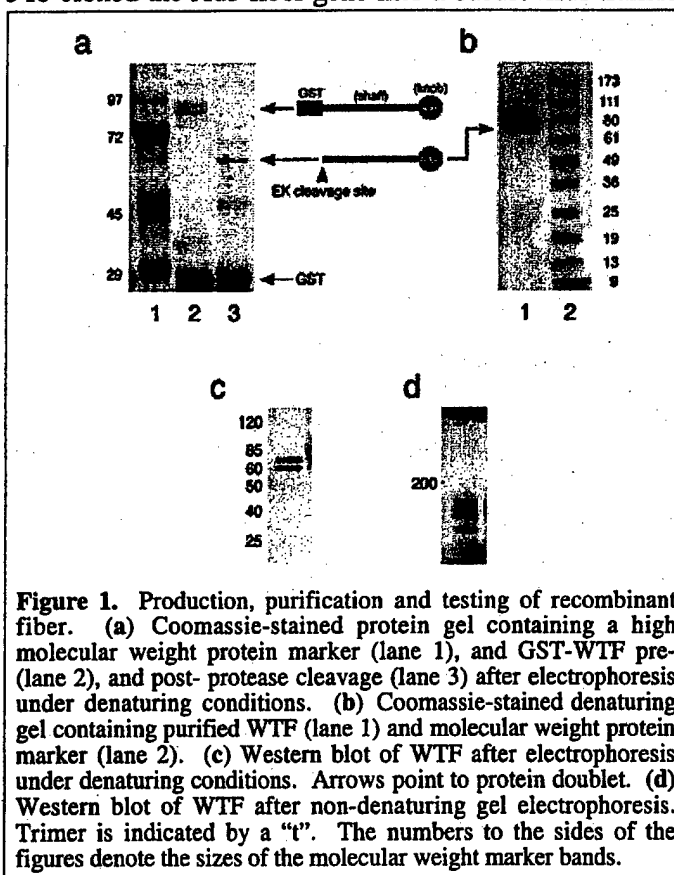 a
b
GST
(shaft)
(knob)
97
72
45
29
EK cleavage site
GST
1 2 3
173
111
80
61
49
36
25
19
13
9
1 2
c
d
120
85
60
50
40
25
200
Figure 1. Production, purification and testing of recombinant
fiber. (a) Coomassie-stained protein gel containing a high
molecular weight protein marker (lane 1), and GST-WTF pre-
(lane 2), and post- protease cleavage (lane 3) after electrophoresis
under denaturing conditions. (b) Coomassie-stained denaturing
gel containing purified WTF (lane 1) and molecular weight protein
marker (lane 2). (c) Western blot of WTF after electrophoresis
under denaturing conditions. Arrows point to protein doublet. (d)
Western blot of WTF after non-denaturing gel electrophoresis.
Trimer is indicated by a “t”. The numbers to the sides of the
figures denote the sizes of the molecular weight marker bands.